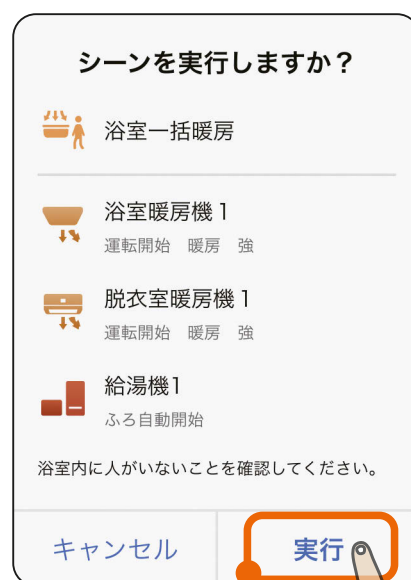 シーンを実行しますか？
浴室一括暖房
浴室暖房機1
運転開始　暖房　強
脱衣室暖房機1
運転開始　暖房　強
給湯機1
ふろ自動開始
浴室内に人がいないことを確認してください。
キャンセル
実行